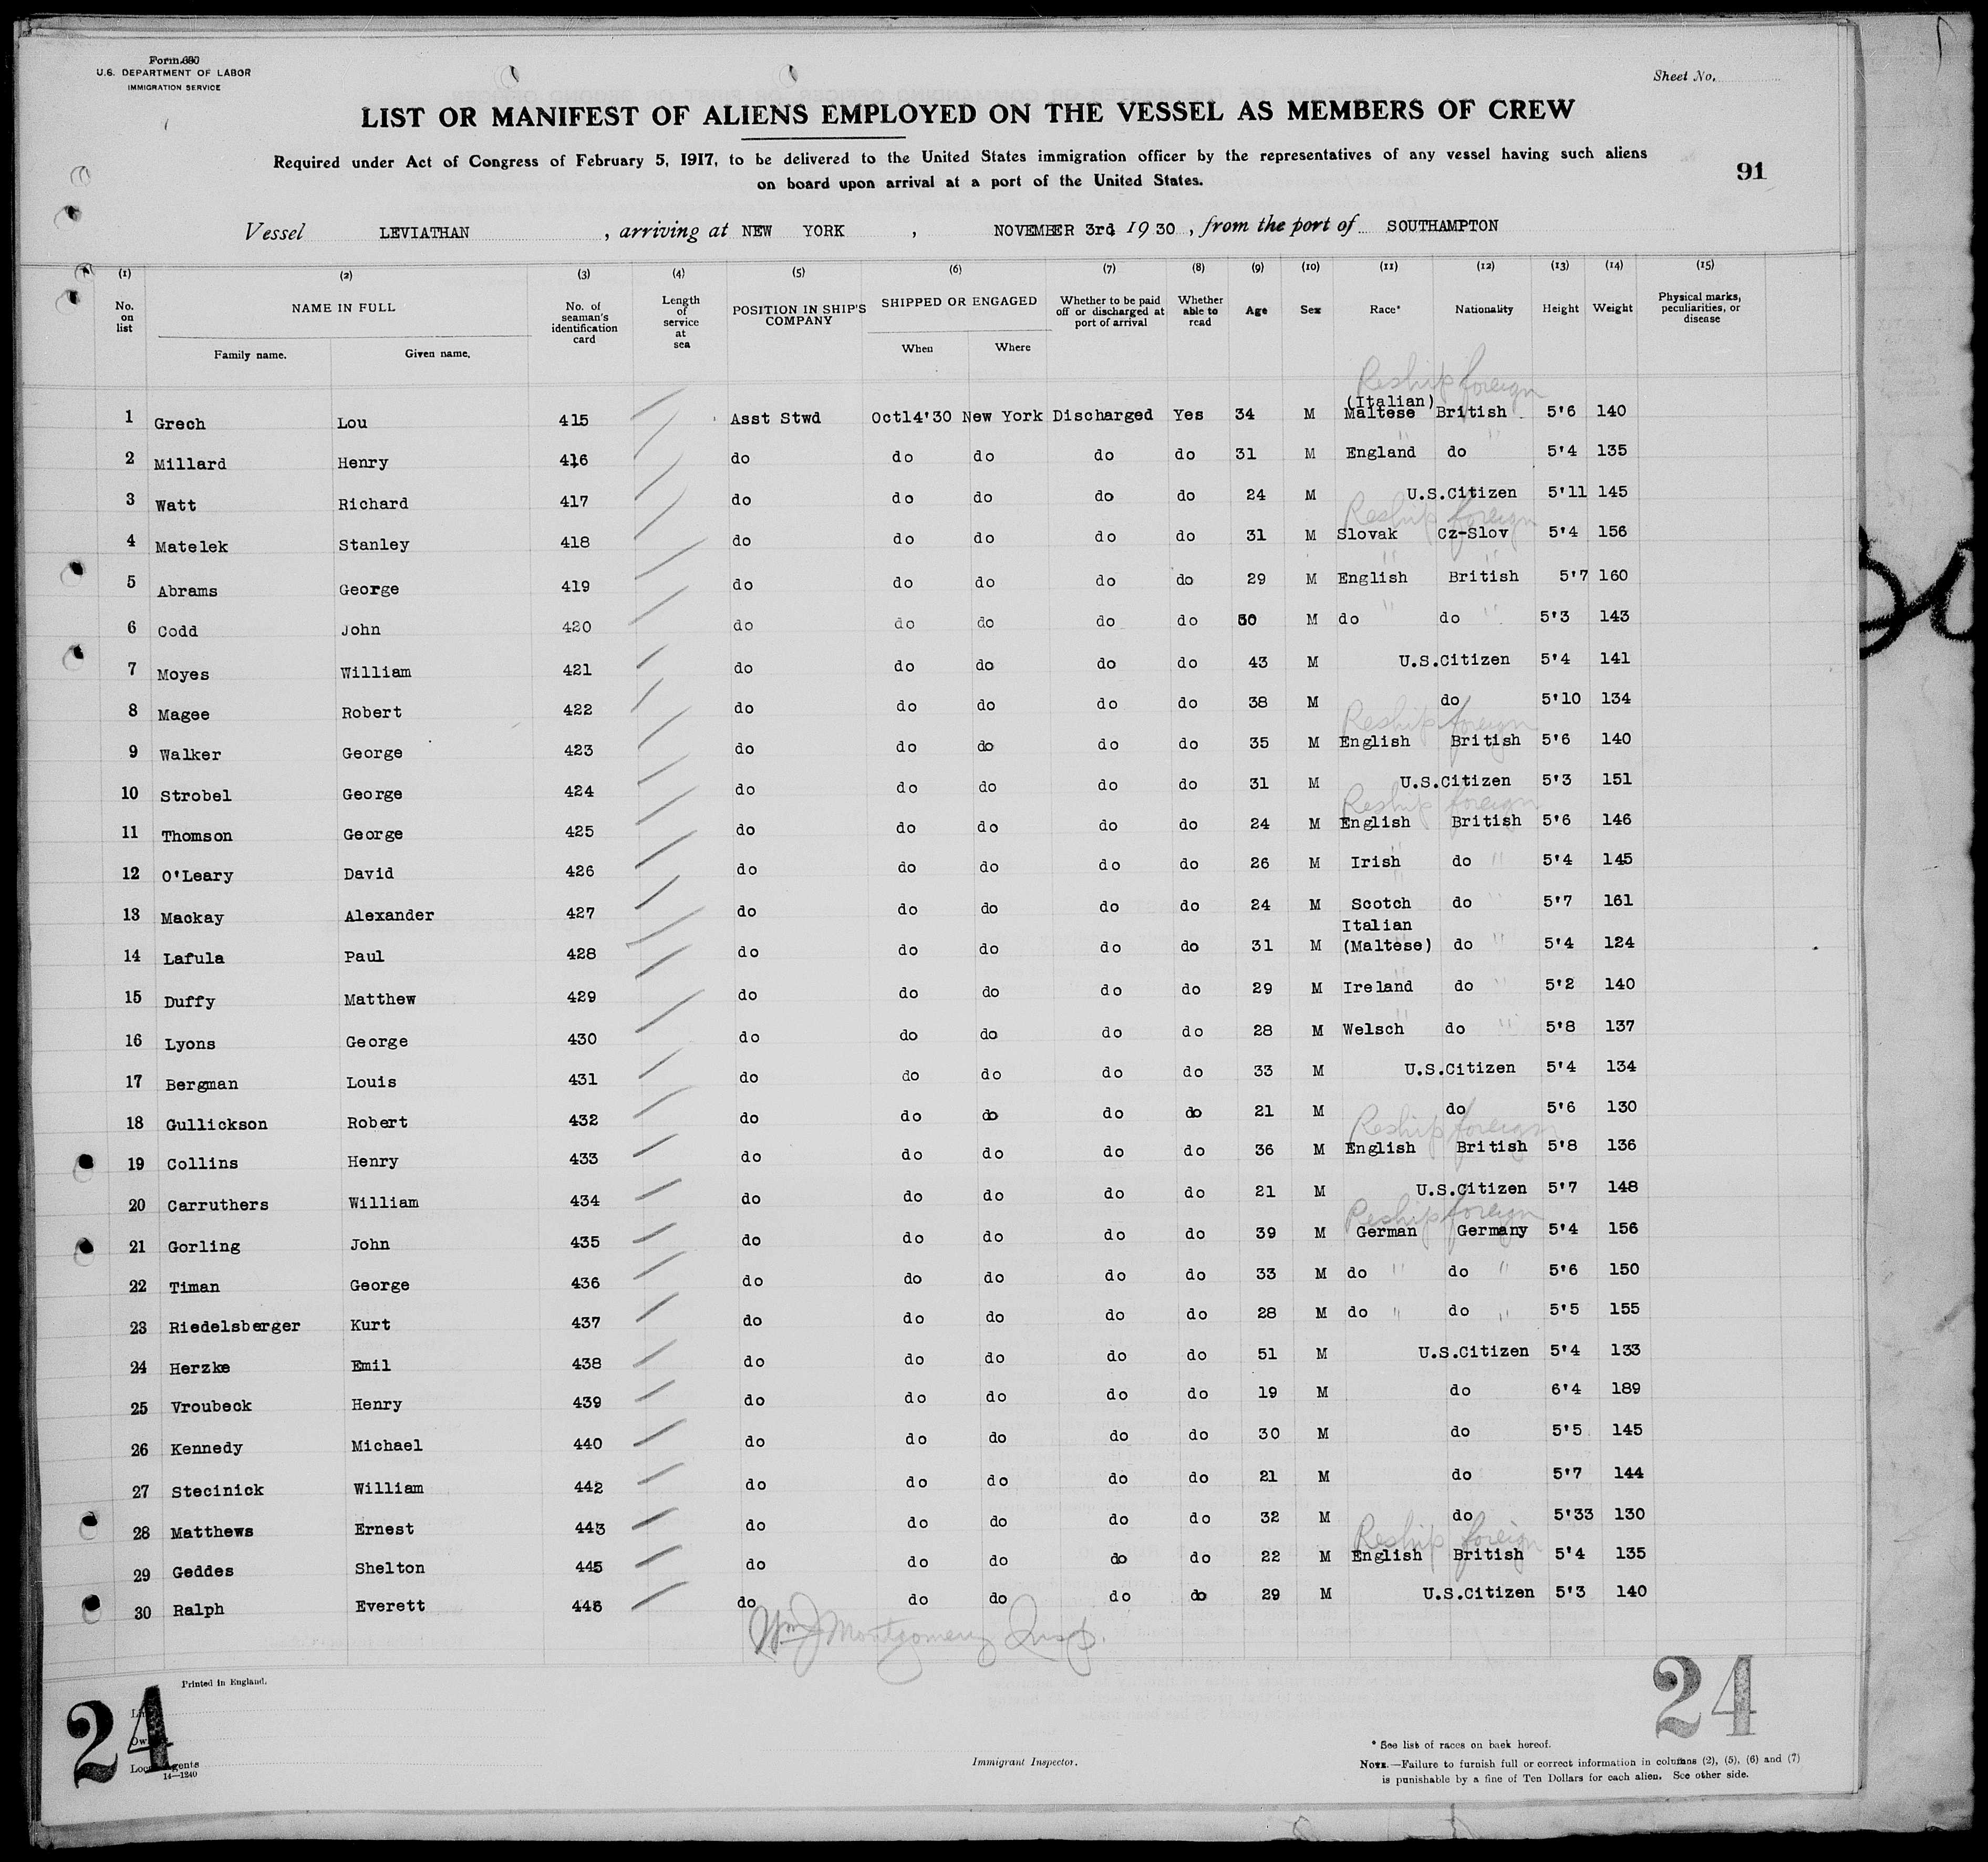 Form 680
U.S. DEPARTMENT OF LABOR
IMMIGRATION SERVICE
Sheet No.
LIST OR MANIFEST OF ALIENS EMPLOYED ON THE VESSEL AS MEMBERS OF CREW
Required under Act of Congress of February 5, 1917, to be delivered to the United States immigration officer by the representatives of any vessel having such aliens
on board upon arrival at a port of the United States.
91
Vessel LEVIATHAN , arriving at NEW YORK , NOVEMBER 3rd, 1930, from the port of SOUTHAMPTON
(1) (2) (3) (4) (5) (6) (7) (8) (9) (10) (11) (12) (13) (14) (15)
No. on list NAME IN FULL Family name. Given name. No. of seaman's identification card Length of service at sea POSITION IN SHIP'S COMPANY SHIPPED OR ENGAGED When Where Whether to be paid off or discharged at port of arrival Whether able to read Age Sex Race* Nationality Height Weight Physical marks, peculiarities, or disease
Reship foreign
(Italian)
1 Grech Lou 415 Asst Stwd Oct14'30 New York Discharged Yes 34 M Maltese British 5'6 140
2 Millard Henry 416 do do do do do 31 M England " do " 5'4 135
3 Watt Richard 417 do do do do do 24 M U.S.Citizen 5'11 145
Reship foreign
4 Matelek Stanley 418 do do do do do 31 M Slovak Cz-Slov 5'4 156
5 Abrams George 419 do do do do do 29 M English " British " 5'7 160
6 Codd John 420 do do do do do 30 M do " do " 5'3 143
7 Moyes William 421 do do do do do 43 M U.S.Citizen 5'4 141
8 Magee Robert 422 do do do do do 38 M do 5'10 134
Reship foreign
9 Walker George 423 do do do do do 35 M English British 5'6 140
10 Strobel George 424 do do do do do 31 M U.S.Citizen 5'3 151
Reship foreign
11 Thomson George 425 do do do do do 24 M English British 5'6 146
12 O'Leary David 426 do do do do do 26 M Irish " do " 5'4 145
13 Mackay Alexander 427 do do do do do 24 M Scotch " do " 5'7 161
Italian
14 Lafula Paul 428 do do do do do 31 M (Maltese) " do " 5'4 124
15 Duffy Matthew 429 do do do do do 29 M Ireland " do " 5'2 140
16 Lyons George 430 do do do do do 28 M Welsch " do " 5'8 137
17 Bergman Louis 431 do do do do do 33 M U.S.Citizen 5'4 134
18 Gullickson Robert 432 do do do do do 21 M do 5'6 130
Reship foreign
19 Collins Henry 433 do do do do do 36 M English British 5'8 136
20 Carruthers William 434 do do do do do 21 M U.S.Citizen 5'7 148
Reship foreign
21 Gorling John 435 do do do do do 39 M German Germany 5'4 156
22 Timan George 436 do do do do do 33 M do " do " 5'6 150
23 Riedelsberger Kurt 437 do do do do do 28 M do " do " 5'5 155
24 Herzke Emil 438 do do do do do 51 M U.S.Citizen 5'4 133
25 Vroubeck Henry 439 do do do do do 19 M do 6'4 189
26 Kennedy Michael 440 do do do do do 30 M do 5'5 145
27 Stecinick William 442 do do do do do 21 M do 5'7 144
28 Matthews Ernest 443 do do do do do 32 M do 5'33 130
Reship foreign
29 Geddes Shelton 445 do do do do do 22 M English British 5'4 135
30 Ralph Everett 446 do do do do do 29 M U.S.Citizen 5'3 140
Wm J Montgomery Insp.
Printed in England.
24
24
14—1240
Immigrant Inspector.
* See list of races on back hereof.
NOTE.—Failure to furnish full or correct information in columns (2), (5), (6) and (7)
is punishable by a fine of Ten Dollars for each alien. See other side.